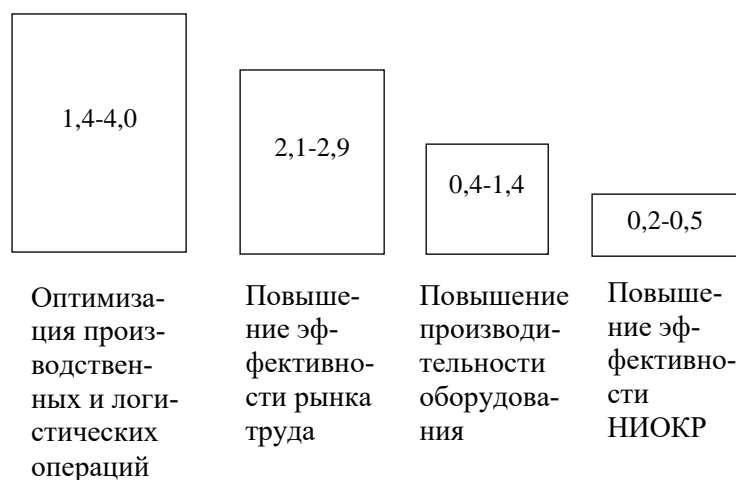 1,4-4,0
2,1-2,9
0,4-1,4
0,2-0,5
Оптимиза-
ция произ-
водствен-
ных и логи-
стических
операций
Повыше-
ние эф-
фективно-
сти рынка
труда
Повышение
производи-
тельности
оборудова-
ния
Повыше-
ние эф-
фективно-
сти
НИОКР